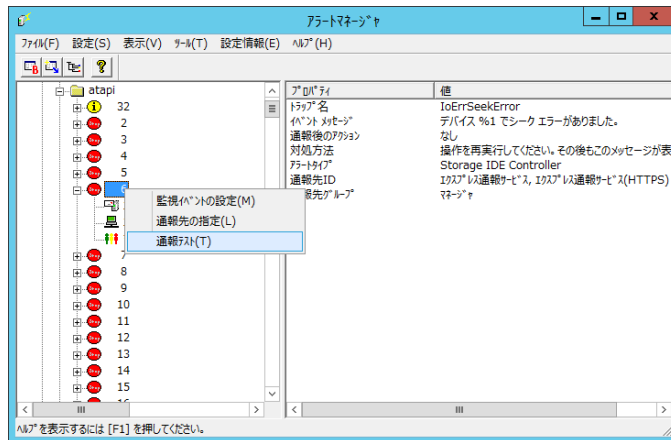 アラートマネージャ
ファイル(F) 設定(S) 表示(V) ツール(T) 設定情報(E) ヘルプ(H)
atapi
32
2
3
4
5
6
7
8
9
10
11
12
13
14
15
監視イベントの設定(M)
通報先の指定(L)
通報テスト(T)
プロパティ 値
トラップ名 IoErrSeekError
イベント メッセージ デバイス %1 でシーク エラーがありました。
通報後のアクション なし
対処方法 操作を再実行してください。その後もこのメッセージが表
アラートタイプ Storage IDE Controller
通報先ID エクスプレス通報サービス, エクスプレス通報サービス(HTTPS)
報先グループ マネージャ
ヘルプを表示するには [F1] を押してください。